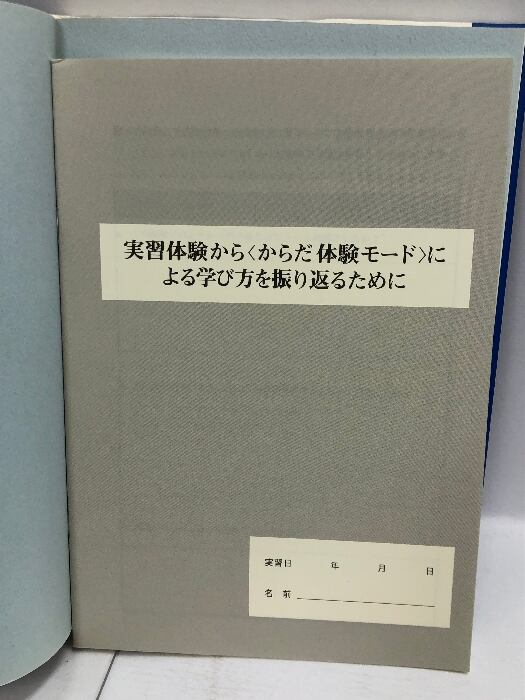 実習体験から〈からだ体験モード〉に
よる学び方を振り返るために
実習日 年 月 日
名 前